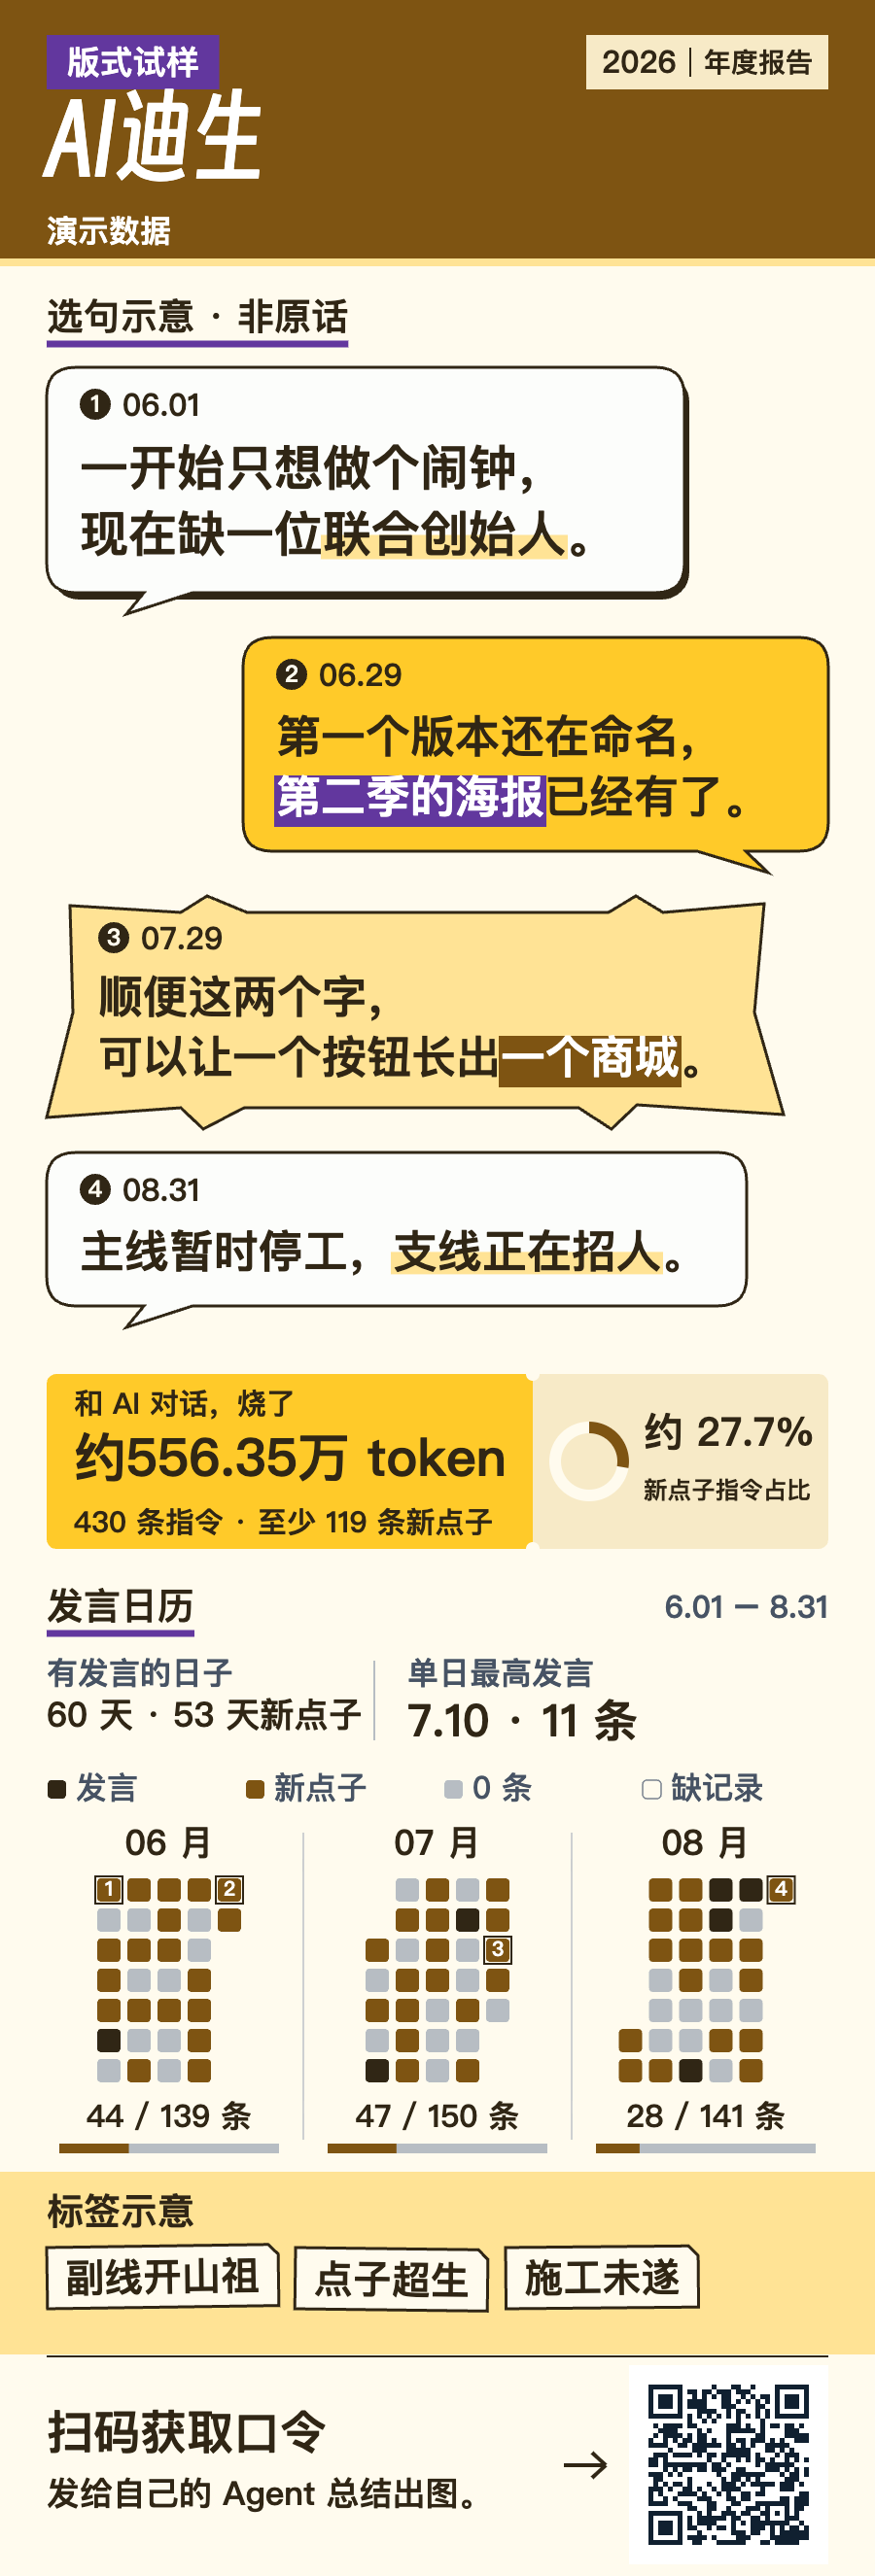 版式试样
2026｜年度报告
AI迪生
演示数据
选句示意 · 非原话
1 06.01
一开始只想做个闹钟，
现在缺一位联合创始人。
2 06.29
第一个版本还在命名，
第二季的海报已经有了。
3 07.29
顺便这两个字，
可以让一个按钮长出一个商城。
4 08.31
主线暂时停工，支线正在招人。
和 AI 对话，烧了
约556.35万 token
430 条指令 · 至少 119 条新点子
约 27.7%
新点子指令占比
发言日历
6.01 — 8.31
有发言的日子
60 天 · 53 天新点子
单日最高发言
7.10 · 11 条
发言 新点子 0 条 缺记录
06 月 07 月 08 月
1 2 4
3
44 / 139 条 47 / 150 条 28 / 141 条
标签示意
副线开山祖 点子超生 施工未遂
扫码获取口令
发给自己的 Agent 总结出图。